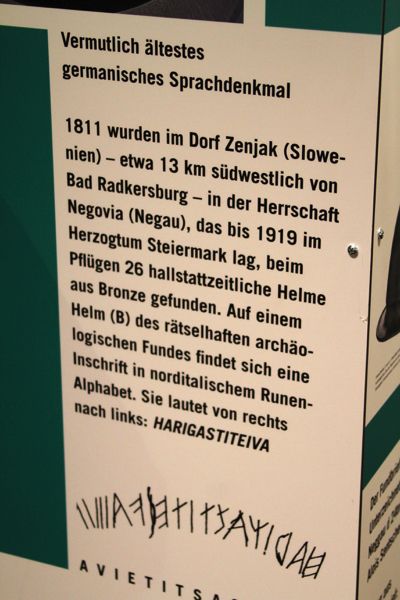 Vermutlich ältestes
germanisches Sprachdenkmal
1811 wurden im Dorf Zenjak (Slowe-
nien) – etwa 13 km südwestlich von
Bad Radkersburg – in der Herrschaft
Negovia (Negau), das bis 1919 im
Herzogtum Steiermark lag, beim
Pflügen 26 hallstattzeitliche Helme
aus Bronze gefunden. Auf einem
Helm (B) des rätselhaften archäo-
logischen Fundes findet sich eine
Inschrift in norditalischem Runen-
Alphabet. Sie lautet von rechts
nach links: HARIGASTITEIVA
AVIETITSA